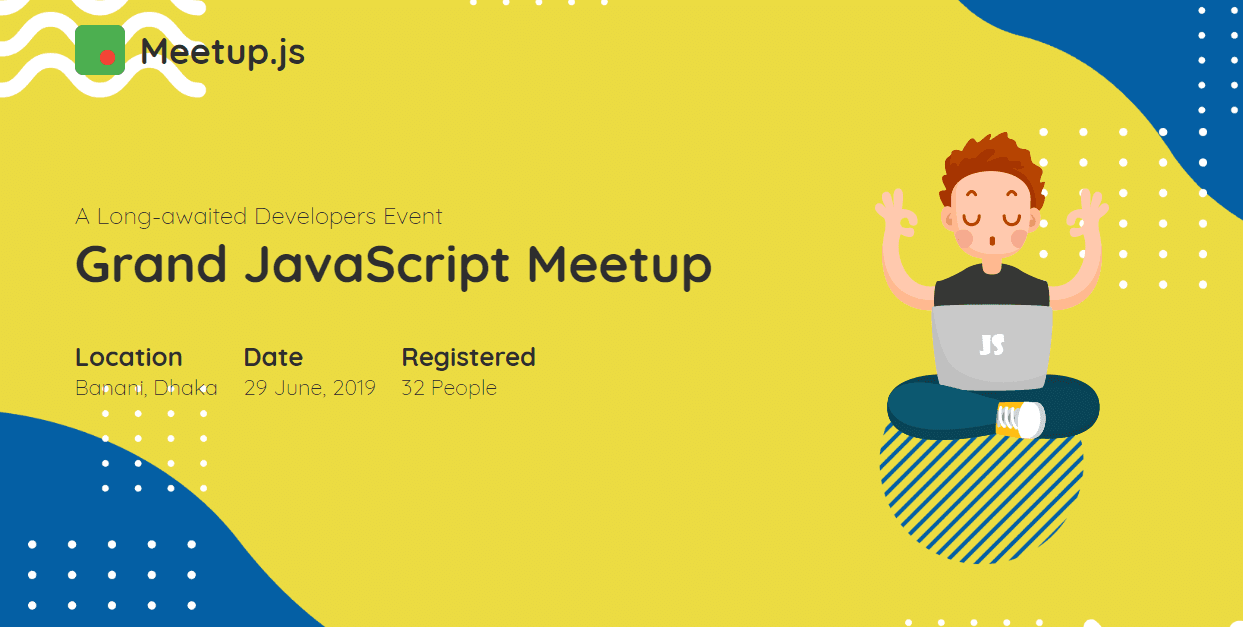 Meetup.js
A Long-awaited Developers Event
Grand JavaScript Meetup
Location Date Registered
Banani, Dhaka 29 June, 2019 32 People
JS